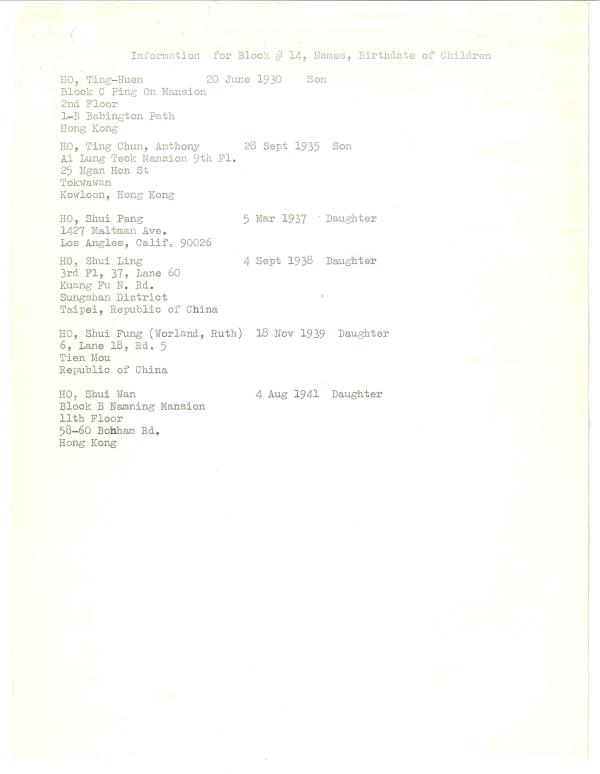 Information for Block # 14, Names, Birthdate of Children
HO, Ting-Huen 20 June 1930 Son
Block C Ping On Mansion
2nd Floor
1-B Babington Path
Hong Kong
HO, Ting Chun, Anthony 28 Sept 1935 Son
Ai Lung Teck Mansion 9th Fl.
25 Ngan Hon St
Tokwawan
Kowloon, Hong Kong
HO, Shui Pang 5 Mar 1937 Daughter
1427 Maltman Ave.
Los Angles, Calif. 90026
HO, Shui Ling 4 Sept 1938 Daughter
3rd Fl, 37, Lane 60
Kuang Fu N. Rd.
Sungshan District
Taipei, Republic of China
HO, Shui Fung (Worland, Ruth) 18 Nov 1939 Daughter
6, Lane 18, Rd. 5
Tien Mou
Republic of China
HO, Shui Wan 4 Aug 1941 Daughter
Block B Namning Mansion
11th Floor
58-60 Bonham Rd.
Hong Kong